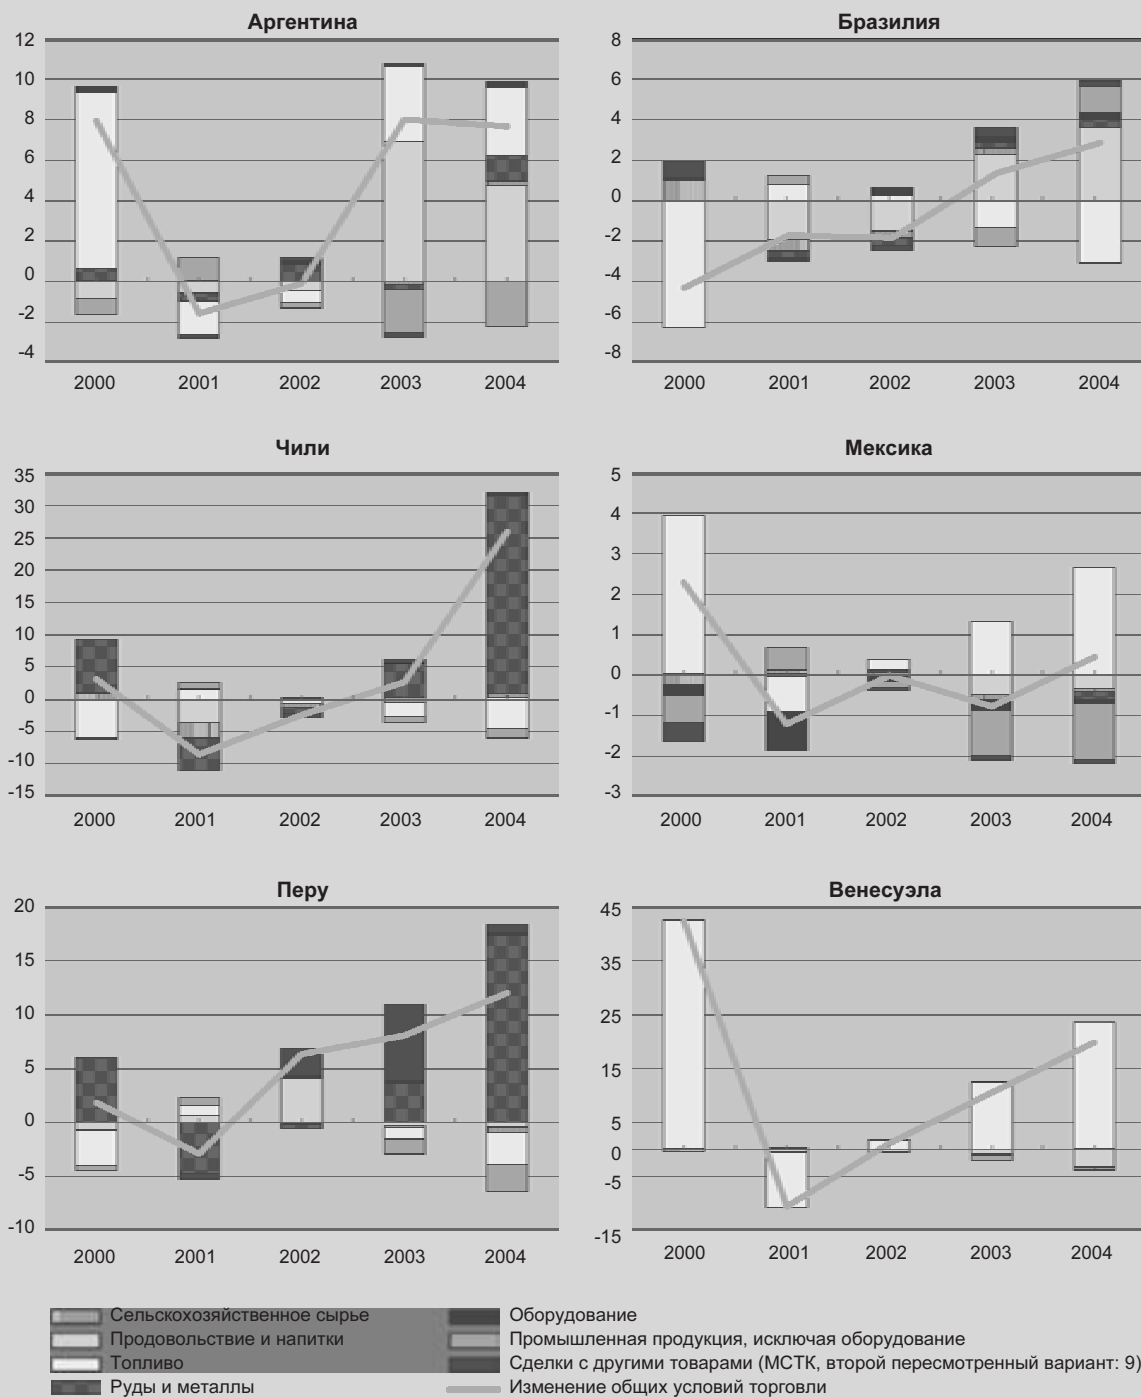 Аргентина
12
10
8
6
4
2
0
-2
-4
2000 2001 2002 2003 2004
Бразилия
8
6
4
2
0
-2
-4
-6
-8
2000 2001 2002 2003 2004
Чили
35
30
25
20
15
10
5
0
-5
-10
-15
2000 2001 2002 2003 2004
Мексика
5
4
3
2
1
0
-1
-2
-3
2000 2001 2002 2003 2004
Перу
20
15
10
5
0
-5
-10
2000 2001 2002 2003 2004
Венесуэла
45
35
25
15
5
0
-5
-15
2000 2001 2002 2003 2004
Сельскохозяйственное сырье
Продовольствие и напитки
Топливо
Руды и металлы
Оборудование
Промышленная продукция, исключая оборудование
Сделки с другими товарами (МСТК, второй пересмотренный вариант: 9)
Изменение общих условий торговли